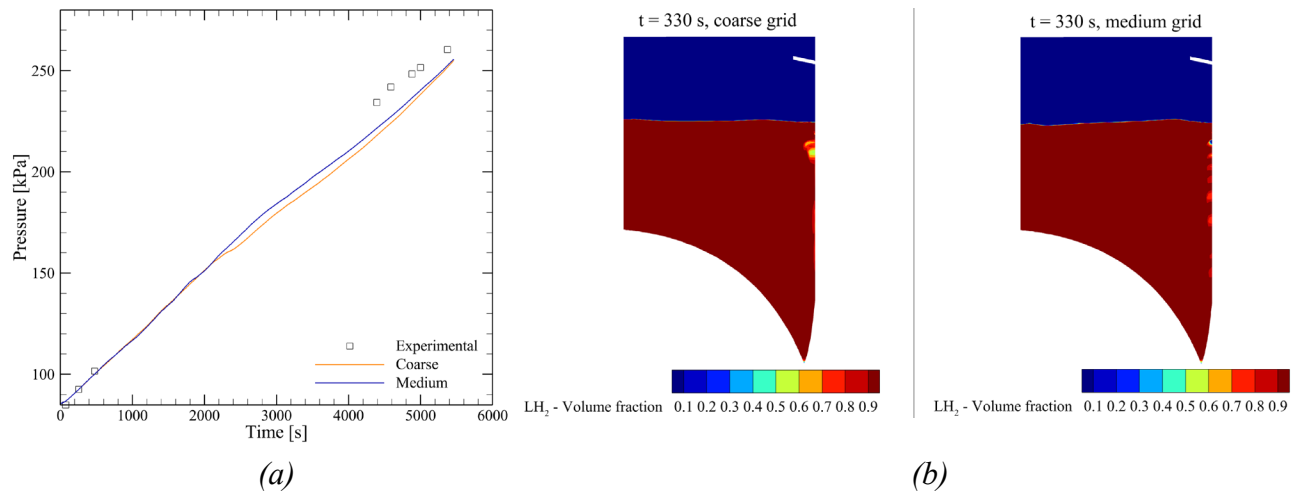 250
200
150
100
Pressure [kPa]
Experimental
Coarse
Medium
0 1000 2000 3000 4000 5000 6000
Time [s]
(a)
t = 330 s, coarse grid
LH₂ - Volume fraction 0.1 0.2 0.3 0.4 0.5 0.6 0.7 0.8 0.9
t = 330 s, medium grid
LH₂ - Volume fraction 0.1 0.2 0.3 0.4 0.5 0.6 0.7 0.8 0.9
(b)